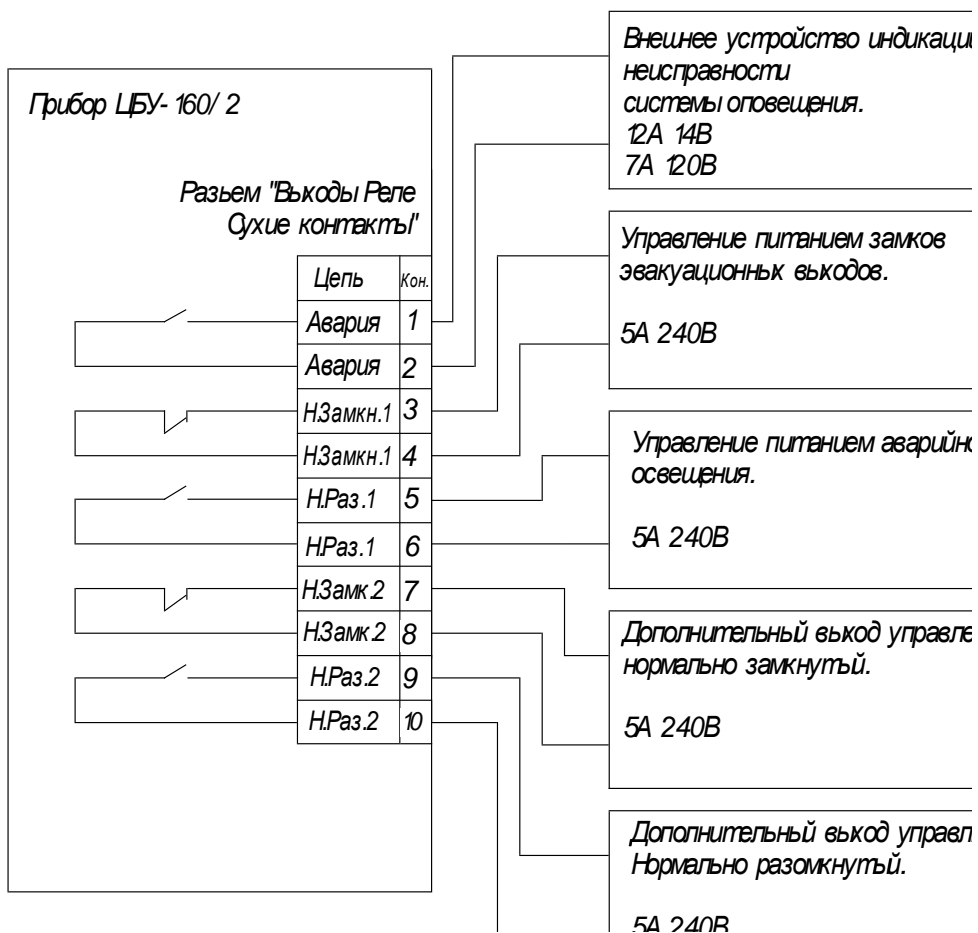 Прибор ЦБУ-160/2
Разьем "Выходы Реле
Сухие контакты"
Цепь Кон.
Авария 1
Авария 2
Н.Замкн.1 3
Н.Замкн.1 4
Н.Раз.1 5
Н.Раз.1 6
Н.Замк.2 7
Н.Замк.2 8
Н.Раз.2 9
Н.Раз.2 10
Внешнее устройство индикации
неисправности
системы оповещения.
12А 14В
7А 120В
Управление питанием замков
эвакуационных выходов.
5А 240В
Управление питанием аварийно
освещения.
5А 240В
Дополнительный выход управле
нормально замкнутый.
5А 240В
Дополнительный выход управл
Нормально разомкнутый.
5А 240В